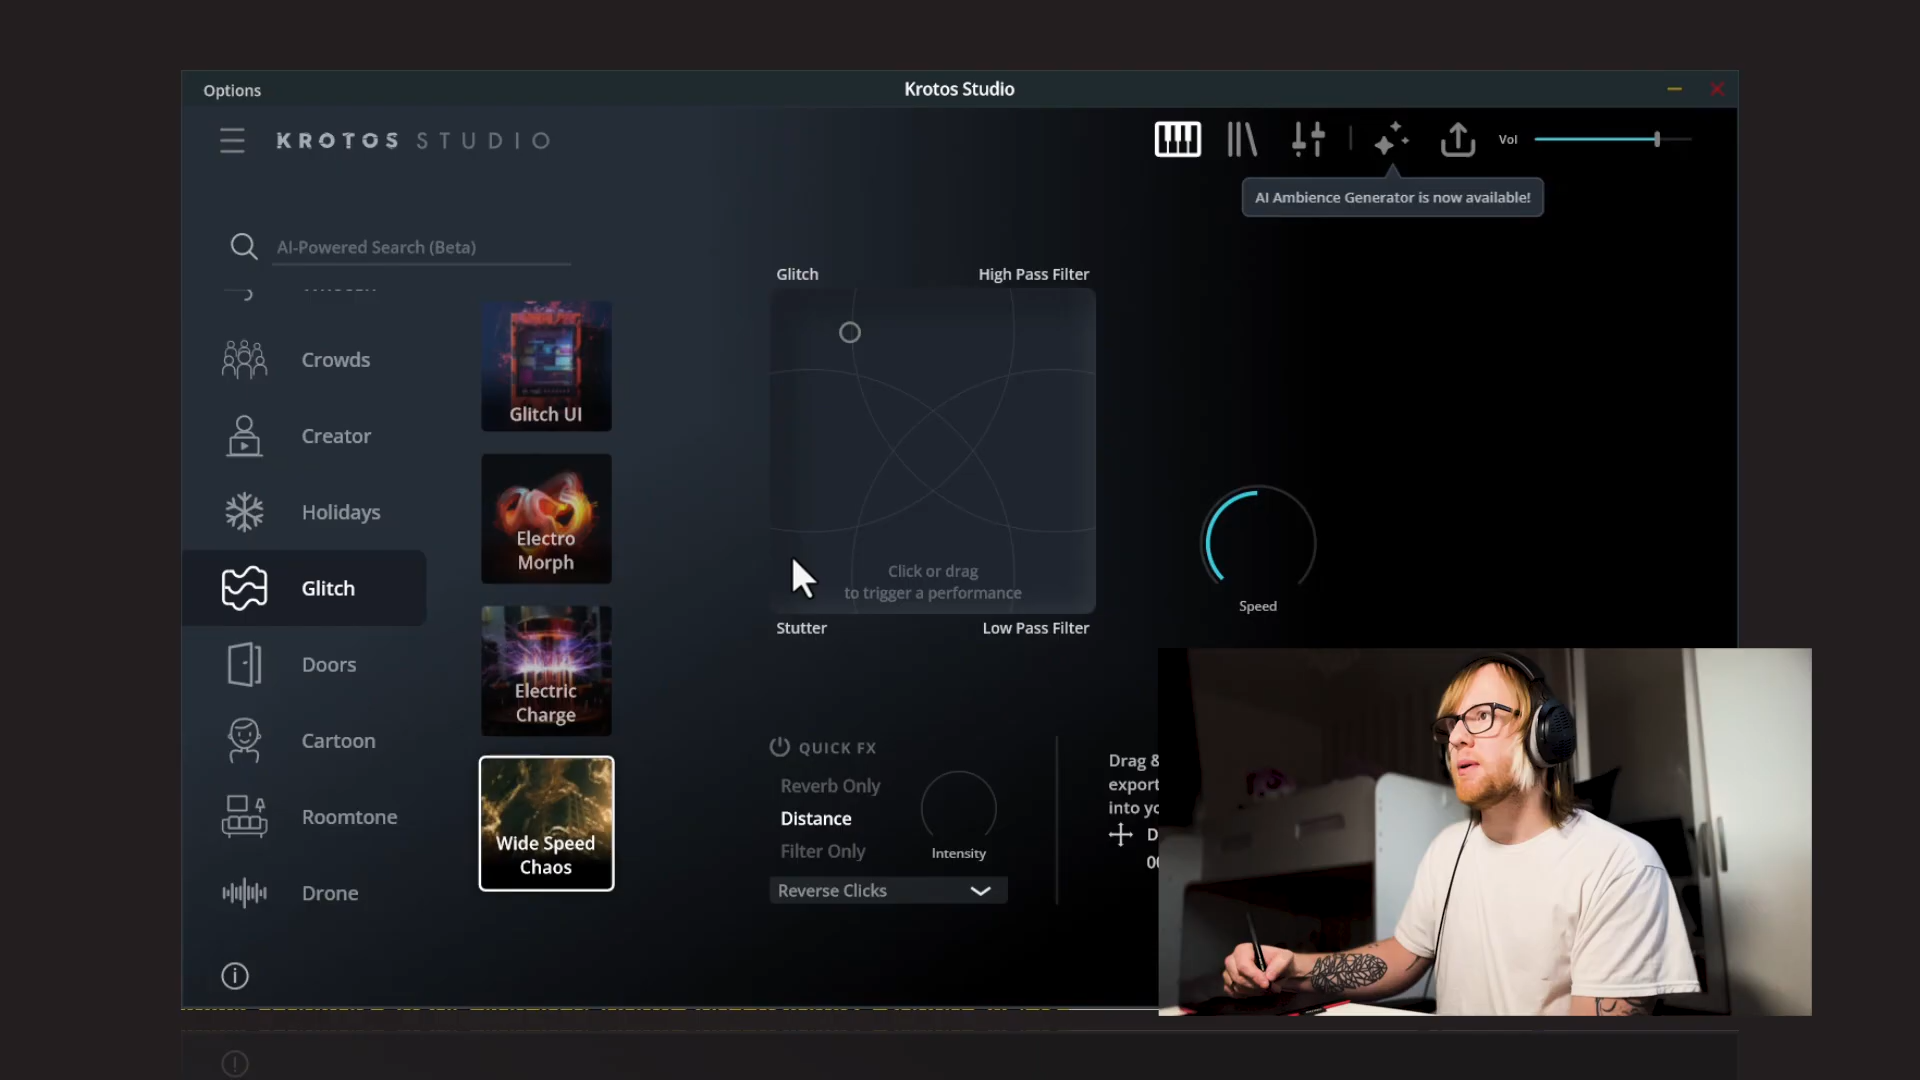 Options
Krotos Studio
KROTOS STUDIO
Vol
AI Ambience Generator is now available!
AI-Powered Search (Beta)
Crowds
Creator
Holidays
Glitch
Doors
Cartoon
Roomtone
Drone
Glitch UI
Electro
Morph
Electric
Charge
Wide Speed
Chaos
Glitch
High Pass Filter
Click or drag
to trigger a performance
Stutter
Low Pass Filter
Speed
QUICK FX
Reverb Only
Distance
Filter Only
Intensity
Reverse Clicks
Drag &
export
into